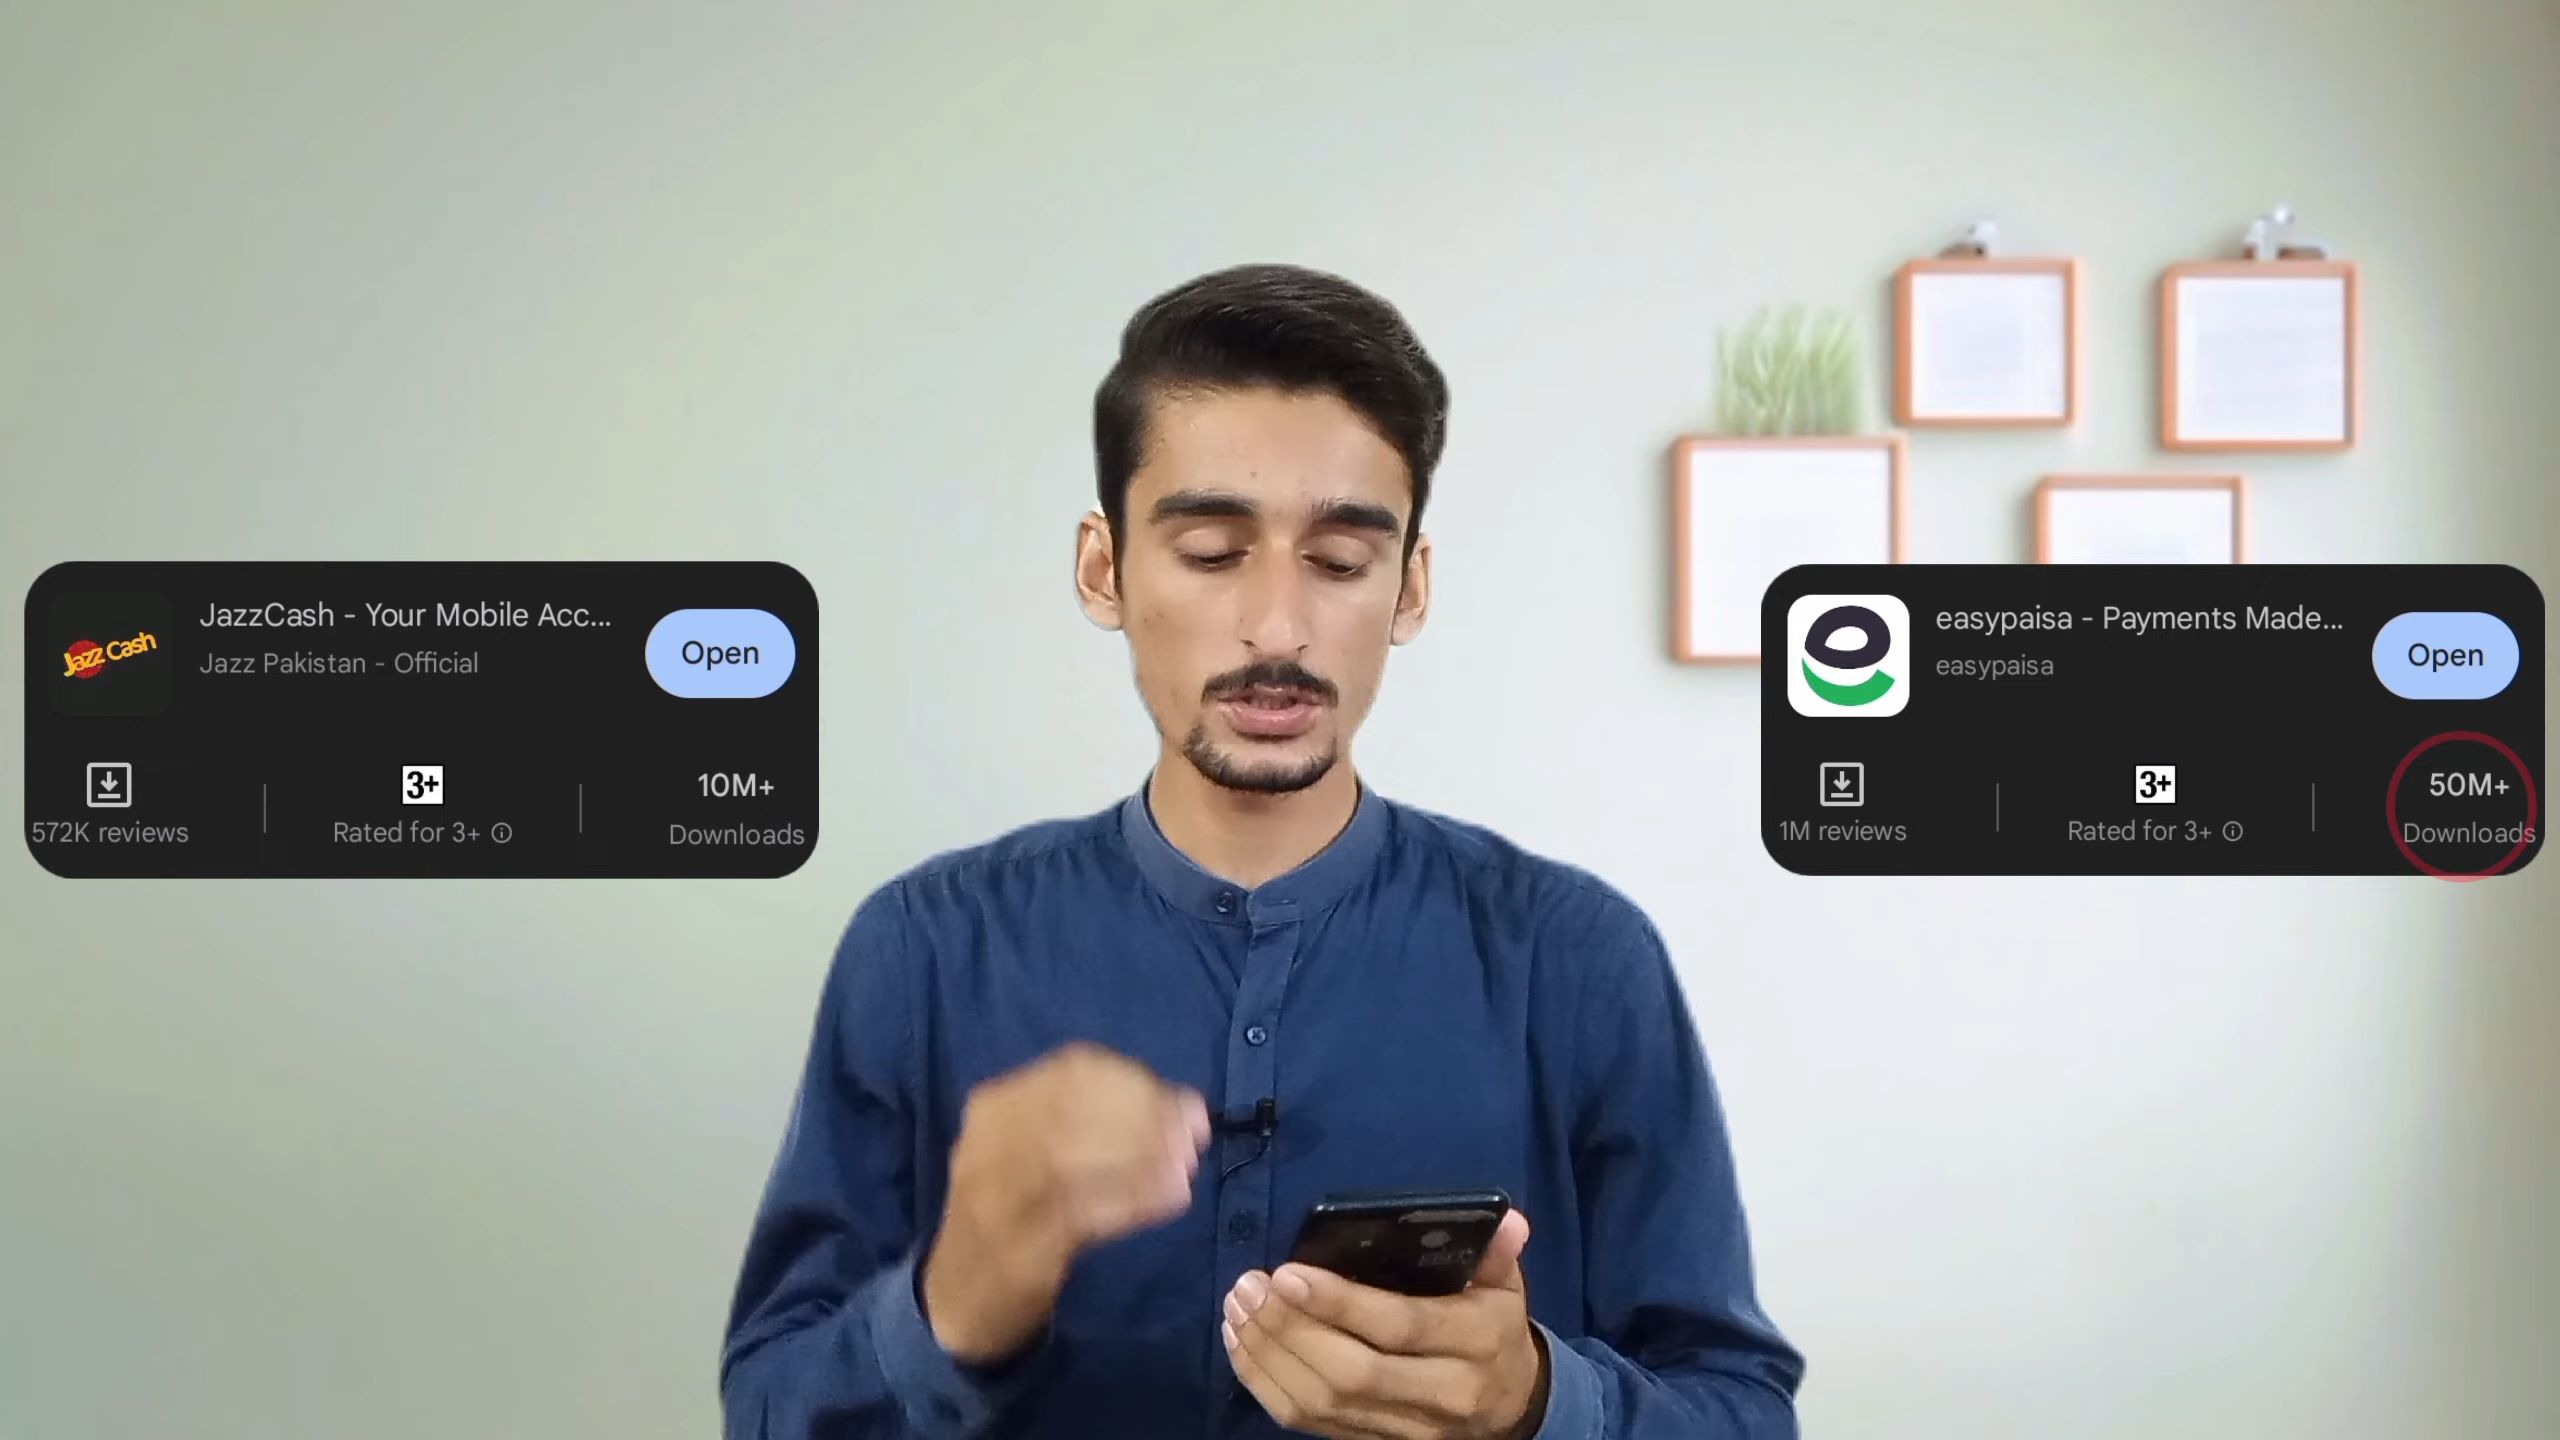 Jazz Cash
JazzCash - Your Mobile Acc...
Jazz Pakistan - Official
Open
572K reviews
3+
Rated for 3+
10M+
Downloads
easypaisa - Payments Made...
easypaisa
Open
1M reviews
3+
Rated for 3+
50M+
Downloads